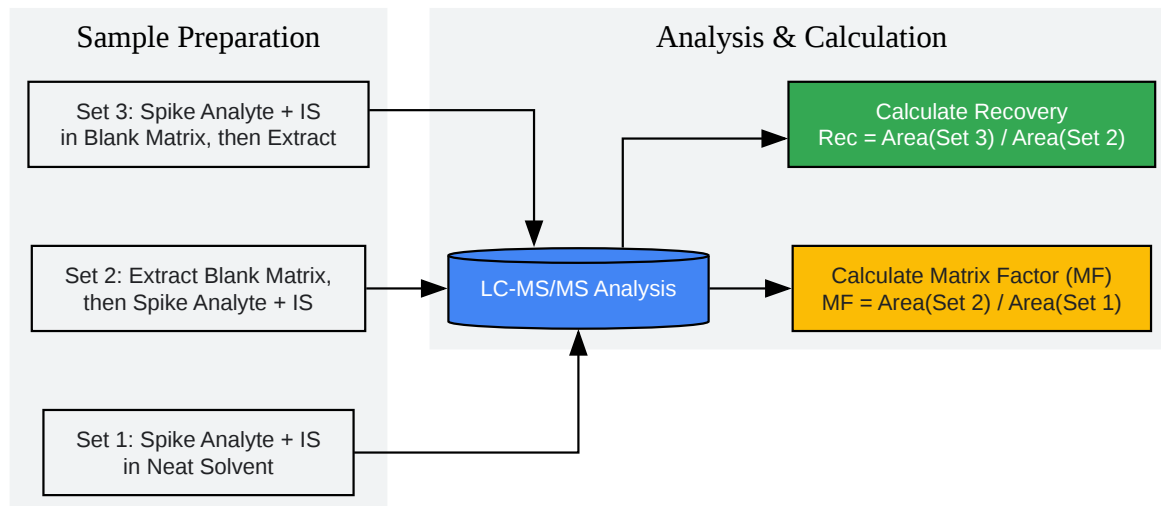 Sample Preparation
Set 3: Spike Analyte + IS
in Blank Matrix, then Extract
Set 2: Extract Blank Matrix,
then Spike Analyte + IS
Set 1: Spike Analyte + IS
in Neat Solvent
Analysis & Calculation
LC-MS/MS Analysis
Calculate Recovery
Rec = Area(Set 3) / Area(Set 2)
Calculate Matrix Factor (MF)
MF = Area(Set 2) / Area(Set 1)